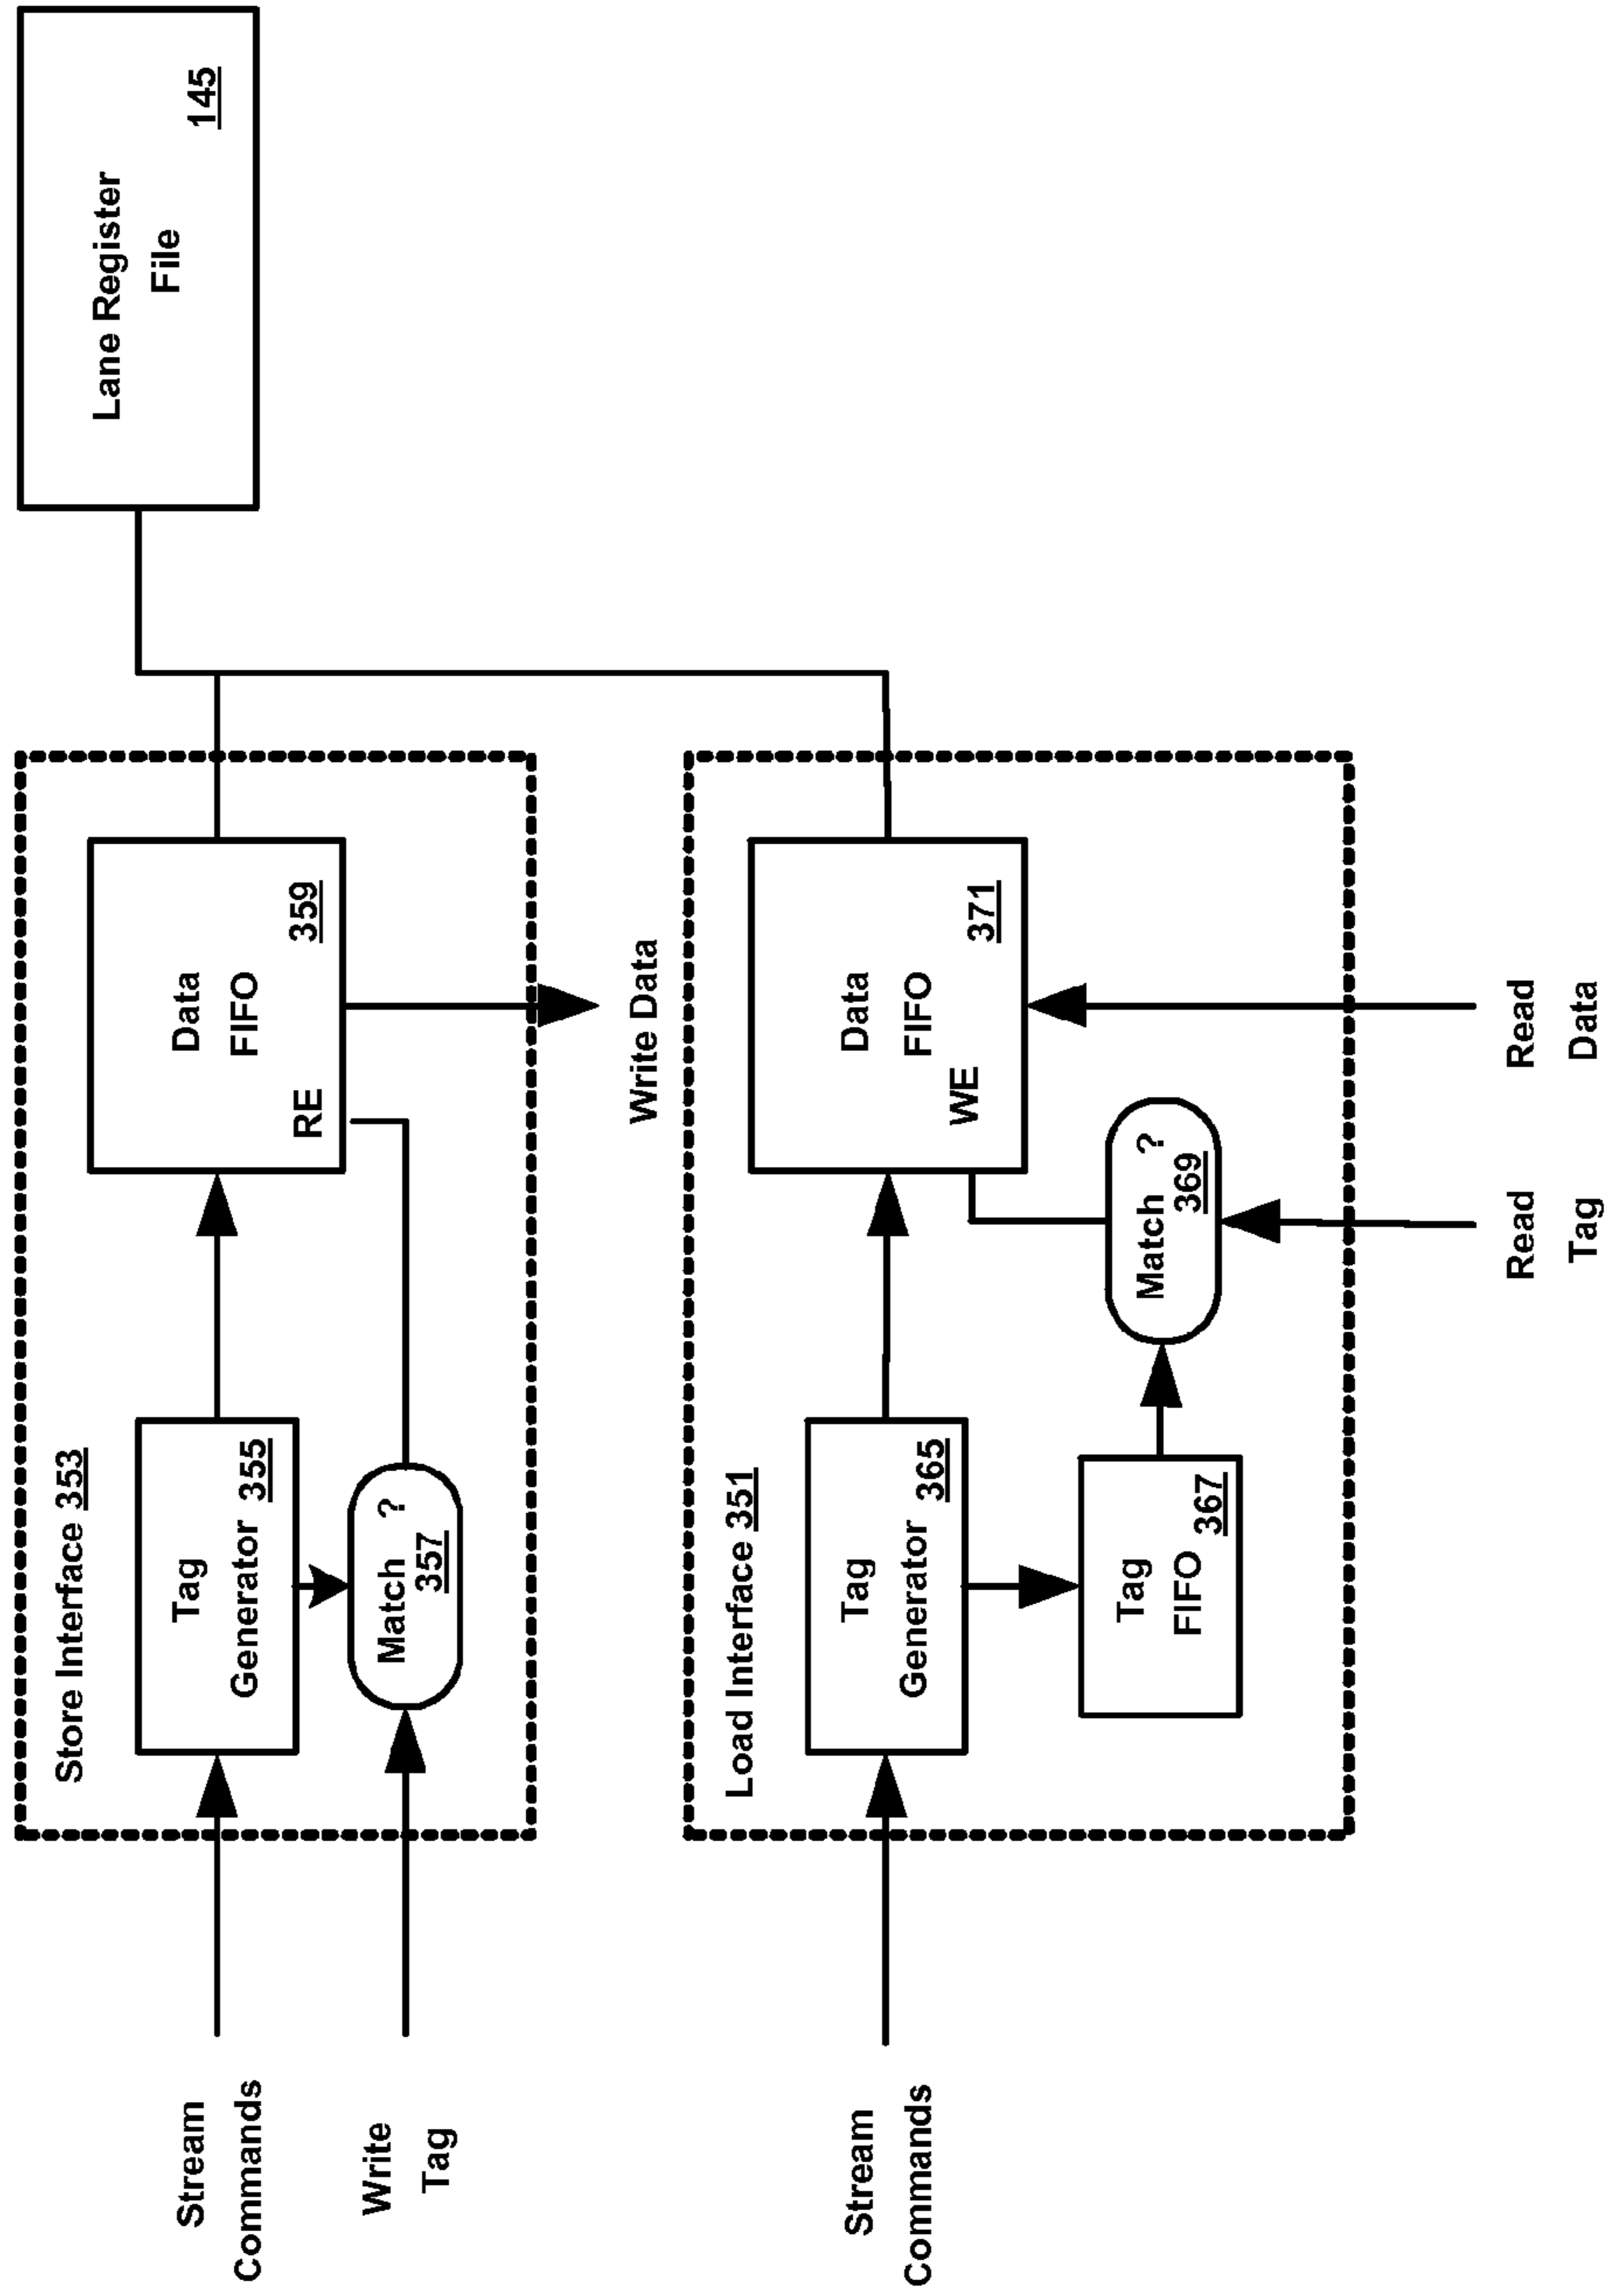 Lane Register
File
145
Store Interface 353
Stream
Commands
Tag
Generator 355
Data
FIFO
359
RE
Write
Tag
Match ?
357
Write Data
Load Interface 351
Stream
Commands
Tag
Generator 365
Data
FIFO
371
WE
Tag
FIFO
367
Match ?
369
Read
Tag
Read
Data